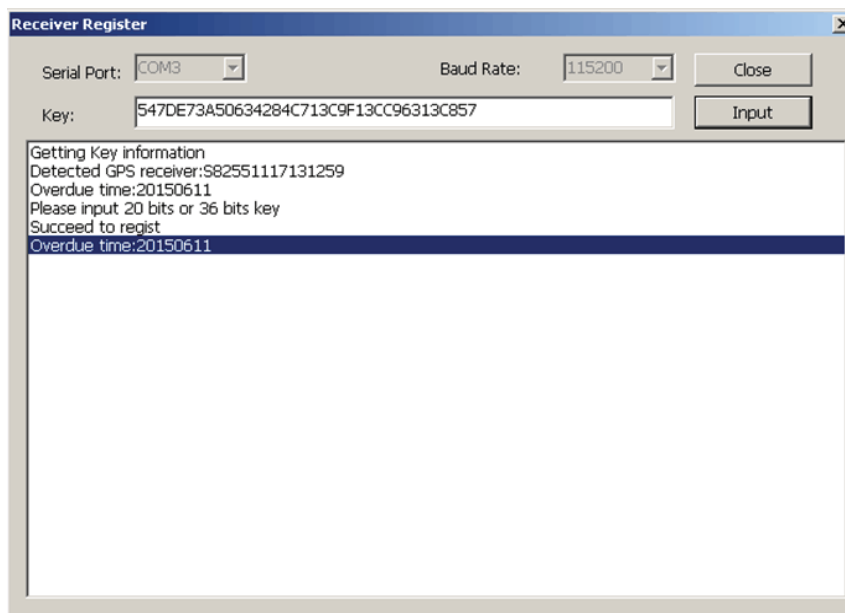 Receiver Register
Serial Port: COM3 Baud Rate: 115200 Close
Key: 547DE73A50634284C713C9F13CC96313C857 Input
Getting Key information
Detected GPS receiver:S82551117131259
Overdue time:20150611
Please input 20 bits or 36 bits key
Succeed to regist
Overdue time:20150611